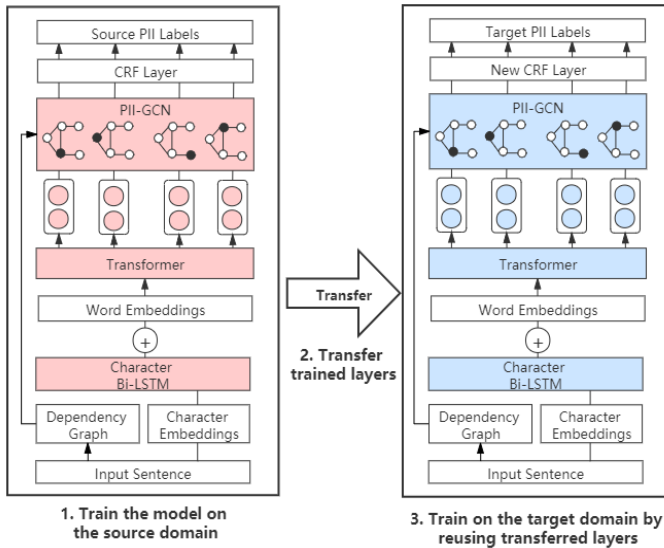 Source PII Labels
CRF Layer
PII-GCN
Transformer
Word Embeddings
+
Character
Bi-LSTM
Dependency
Graph
Character
Embeddings
Input Sentence
1. Train the model on
the source domain
Transfer
2. Transfer
trained layers
Target PII Labels
New CRF Layer
PII-GCN
Transformer
Word Embeddings
+
Character
Bi-LSTM
Dependency
Graph
Character
Embeddings
Input Sentence
3. Train on the target domain by
reusing transferred layers